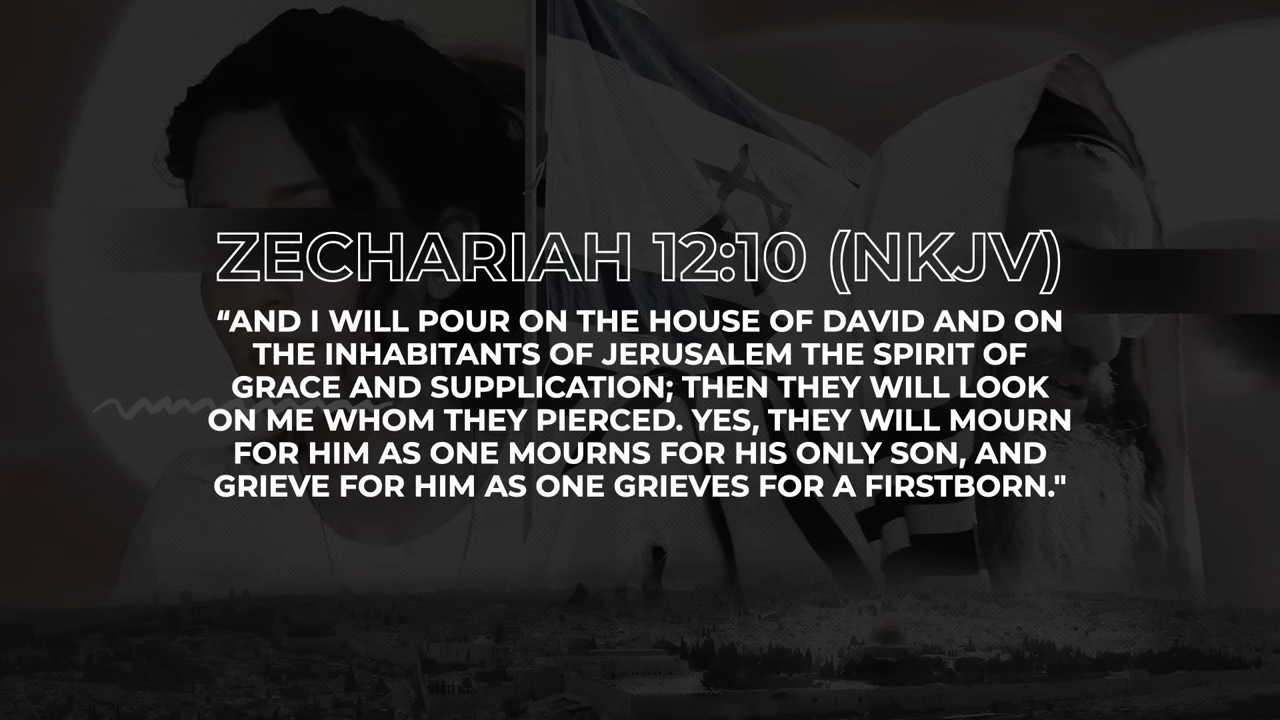 ZECHARIAH 12:10 (NKJV)
“AND I WILL POUR ON THE HOUSE OF DAVID AND ON
THE INHABITANTS OF JERUSALEM THE SPIRIT OF
GRACE AND SUPPLICATION; THEN THEY WILL LOOK
ON ME WHOM THEY PIERCED. YES, THEY WILL MOURN
FOR HIM AS ONE MOURNS FOR HIS ONLY SON, AND
GRIEVE FOR HIM AS ONE GRIEVES FOR A FIRSTBORN."